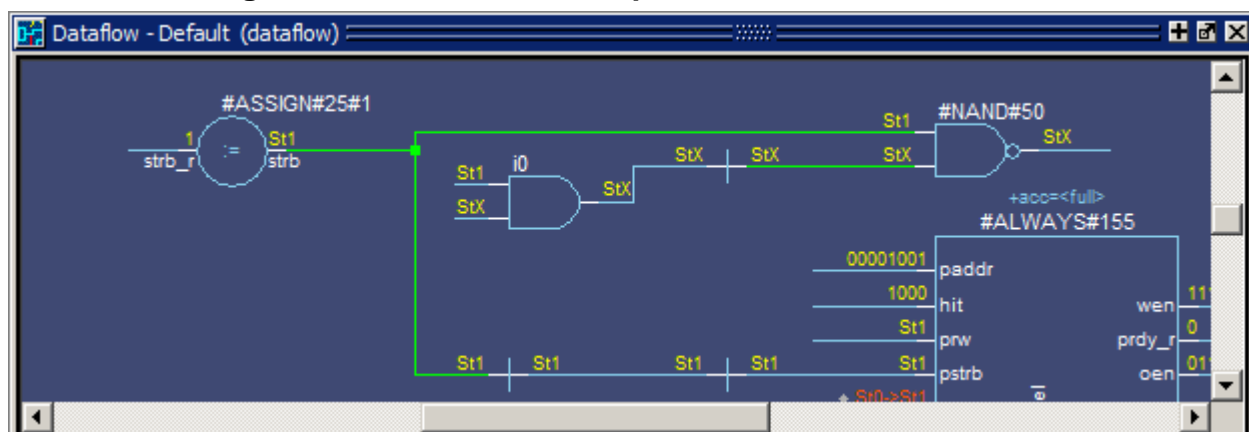 Dataflow - Default (dataflow)
#ASSIGN#25#1
1
strb_r
:=
St1
strb
St1
#NAND#50
StX
St1
i0
StX
StX
StX
StX
StX
+acc=<full>
#ALWAYS#155
00001001
paddr
1000
hit
wen
11
St1
prw
prdy_r
0
St1
St1
St1
St1
St1
pstrb
oen
01
St0->St1